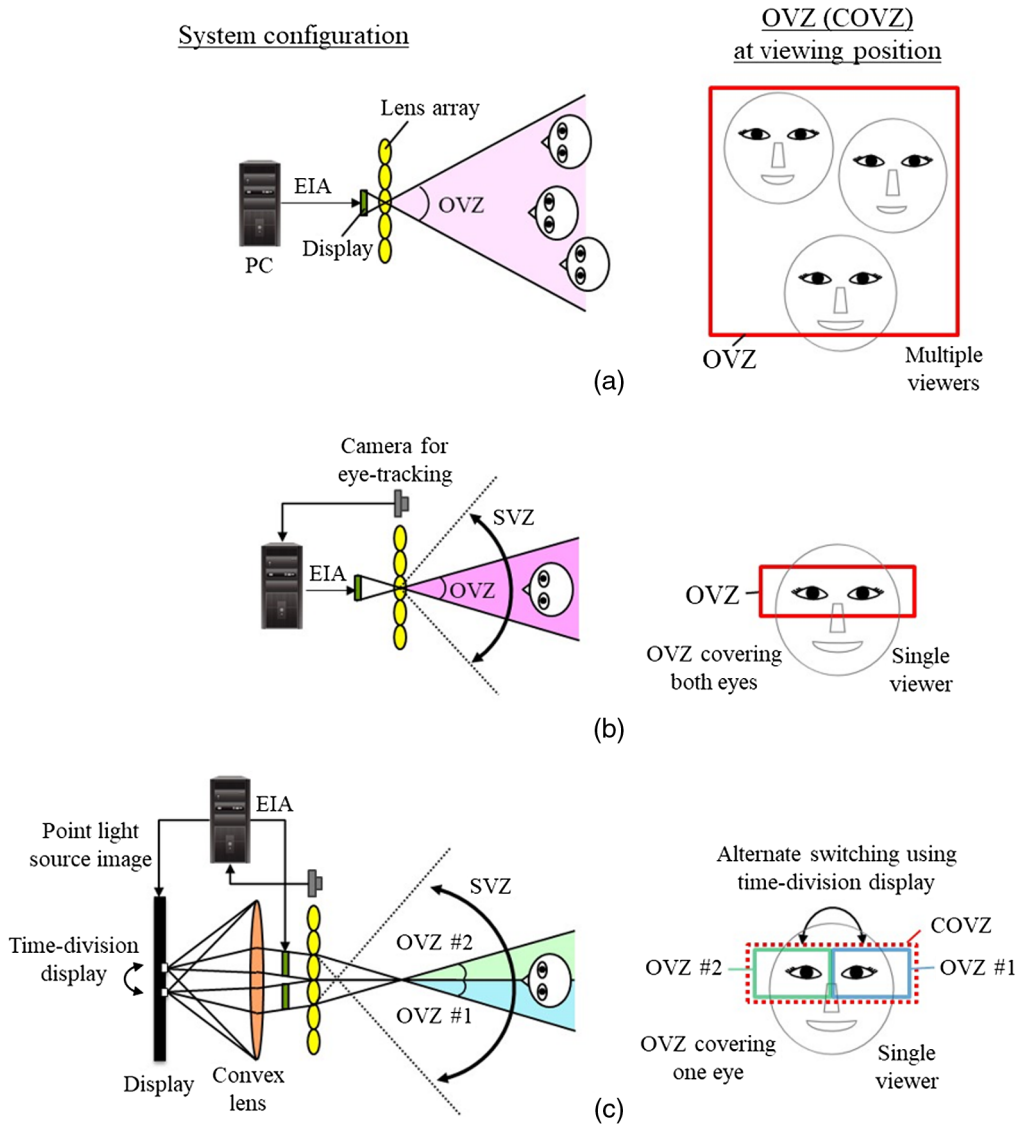 System configuration
OVZ (COVZ)
at viewing position
Lens array
EIA
OVZ
Display
PC
OVZ
Multiple
viewers
(a)
Camera for
eye-tracking
SVZ
EIA
OVZ
OVZ
OVZ covering
both eyes
Single
viewer
(b)
EIA
Point light
source image
SVZ
Time-division
display
OVZ #2
OVZ #1
Display
Convex
lens
Alternate switching using
time-division display
COVZ
OVZ #2
OVZ #1
OVZ covering
one eye
Single
viewer
(c)